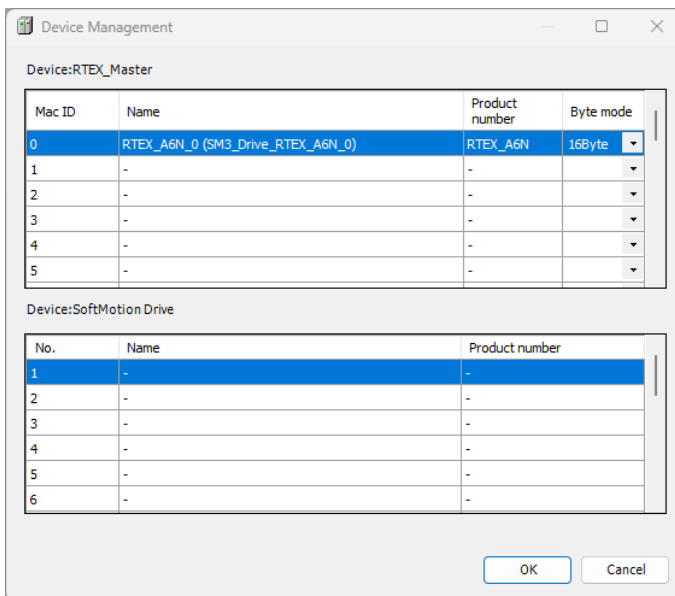 Device Management
Device:RTEX_Master
Mac ID Name Product number Byte mode
0 RTEX_A6N_0 (SM3_Drive_RTEX_A6N_0) RTEX_A6N 16Byte
1 - -
2 - -
3 - -
4 - -
5 - -
Device:SoftMotion Drive
No. Name Product number
1 - -
2 - -
3 - -
4 - -
5 - -
6 - -
OK Cancel